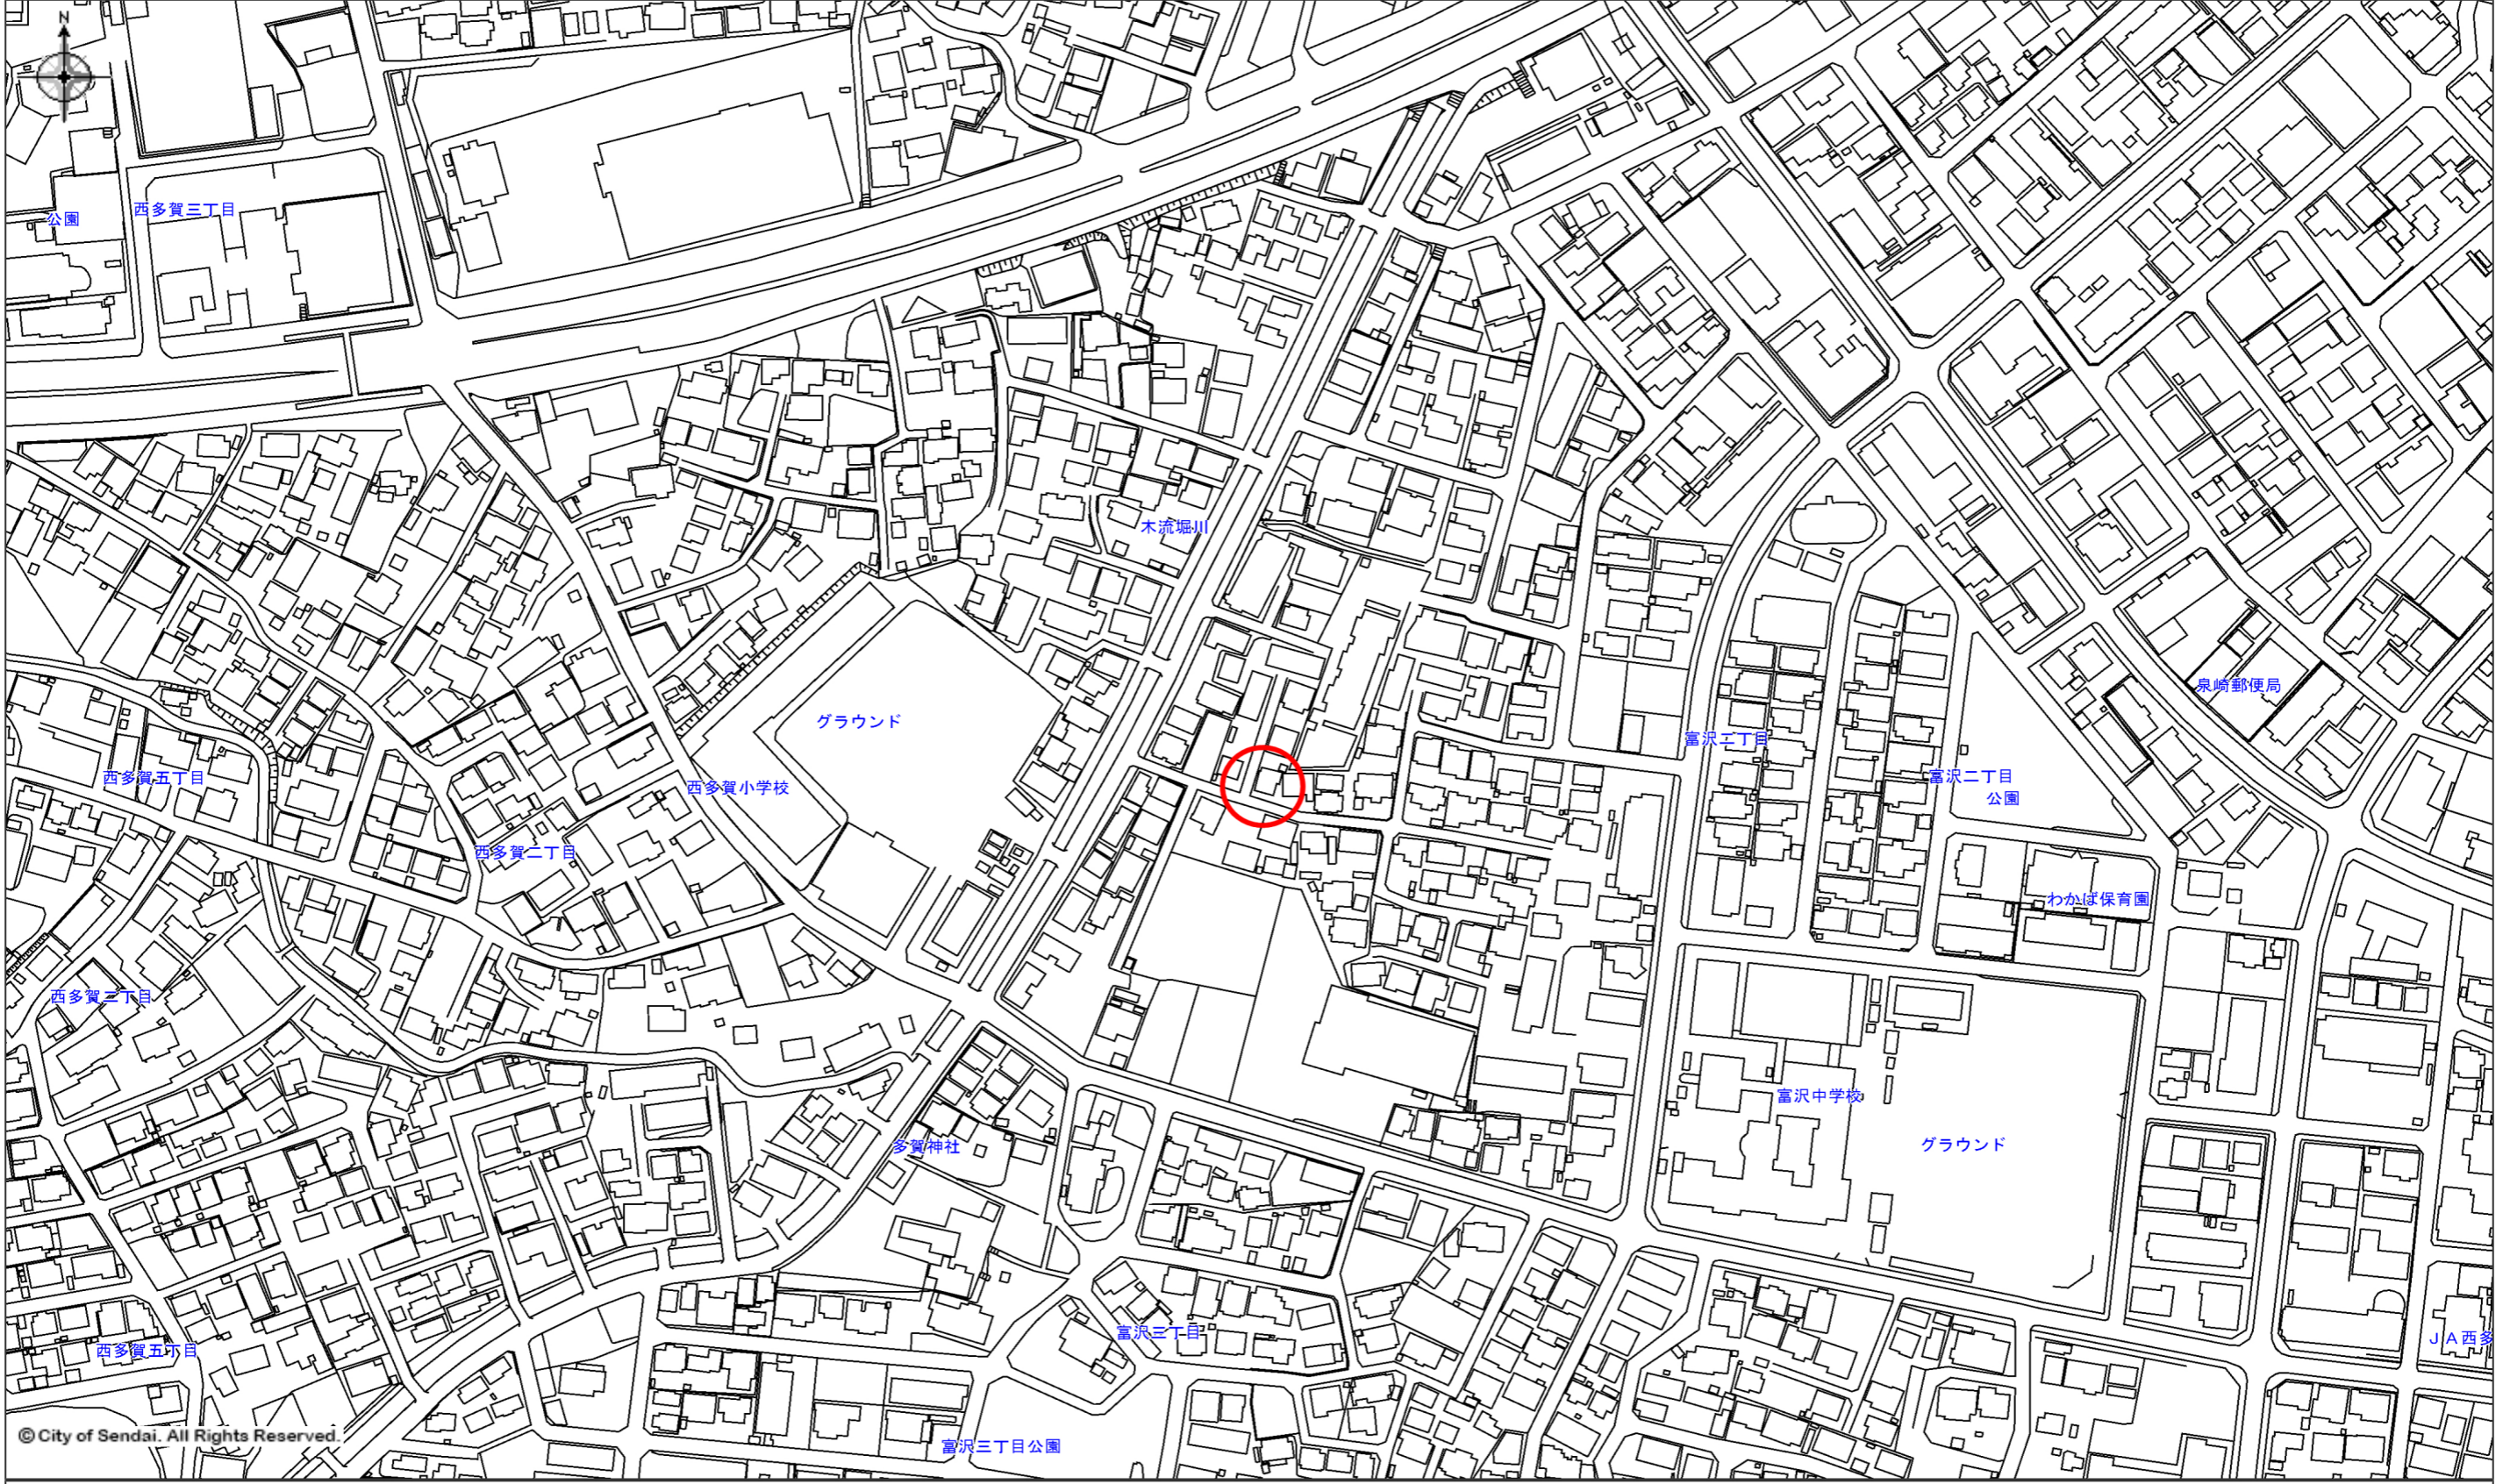 N
公園
西多賀三丁目
木流堀川
泉崎郵便局
グラウンド
富沢二丁目
西多賀五丁目
西多賀小学校
富沢二丁目
公園
西多賀二丁目
わかば保育園
西多賀二丁目
富沢中学校
多賀神社
グラウンド
富沢三丁目
西多賀五丁目
JA西多
富沢三丁目公園
©City of Sendai. All Rights Reserved.